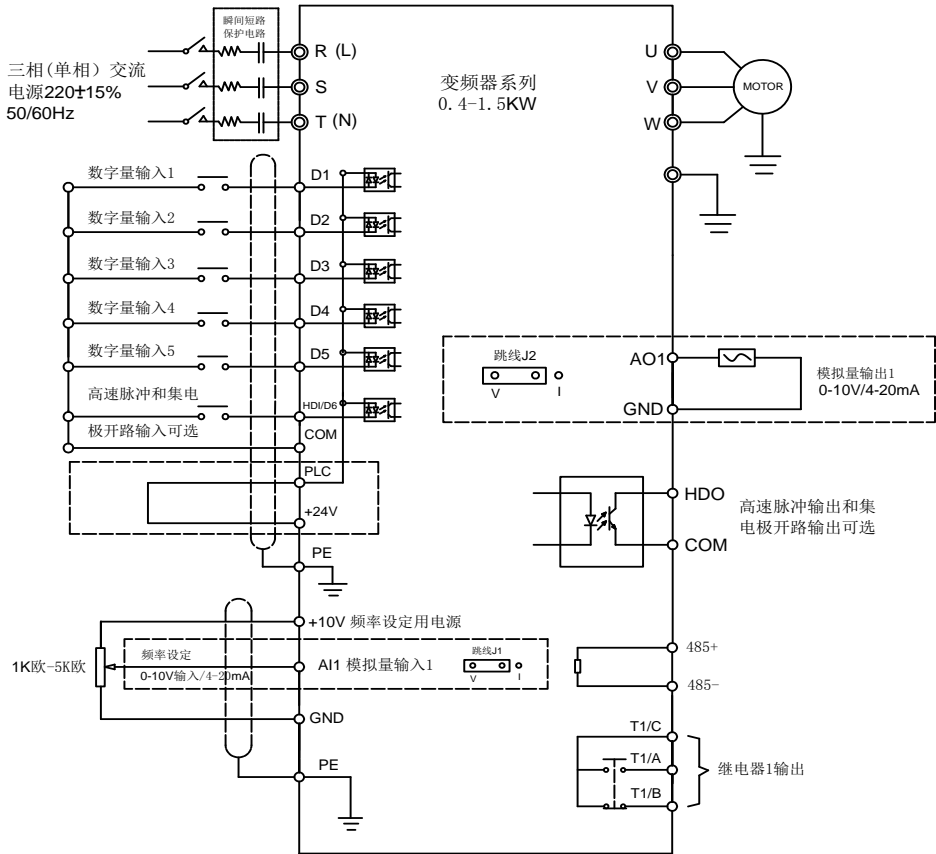 瞬间短路
保护电路
R (L)
三相(单相) 交流
电源220±15%
50/60Hz
S
T (N)
变频器系列
0.4-1.5KW
U
V
W
MOTOR
数字量输入1
D1
数字量输入2
D2
数字量输入3
D3
数字量输入4
D4
数字量输入5
D5
高速脉冲和集电
HDI/D6
极开路输入可选
COM
PLC
+24V
PE
跳线J2
V
I
AO1
GND
模拟量输出1
0-10V/4-20mA
HDO
COM
高速脉冲输出和集
电极开路输出可选
+10V 频率设定用电源
1K欧-5K欧
频率设定
0-10V输入/4-20mA
AI1 模拟量输入1
跳线J1
V
I
GND
PE
485+
485-
T1/C
T1/A
T1/B
继电器1输出